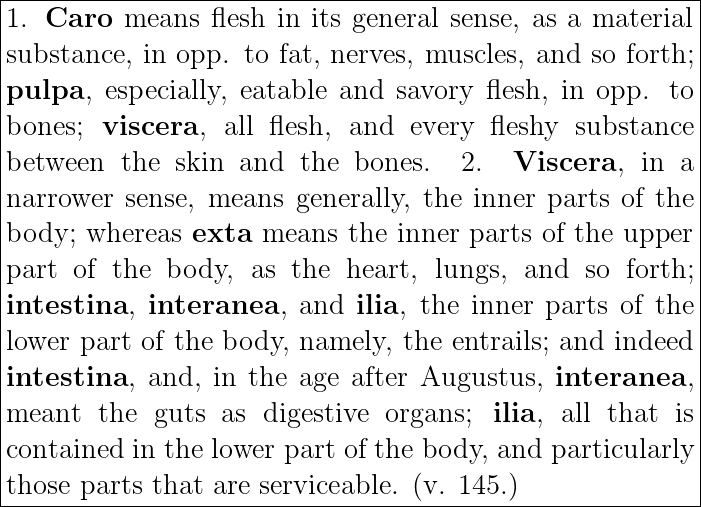 1. Caro means flesh in its general sense, as a material
substance, in opp. to fat, nerves, muscles, and so forth;
pulpa, especially, eatable and savory flesh, in opp. to
bones; viscera, all flesh, and every fleshy substance
between the skin and the bones. 2. Viscera, in a
narrower sense, means generally, the inner parts of the
body; whereas exta means the inner parts of the upper
part of the body, as the heart, lungs, and so forth;
intestina, interanea, and ilia, the inner parts of the
lower part of the body, namely, the entrails; and indeed
intestina, and, in the age after Augustus, interanea,
meant the guts as digestive organs; ilia, all that is
contained in the lower part of the body, and particularly
those parts that are serviceable. (v. 145.)